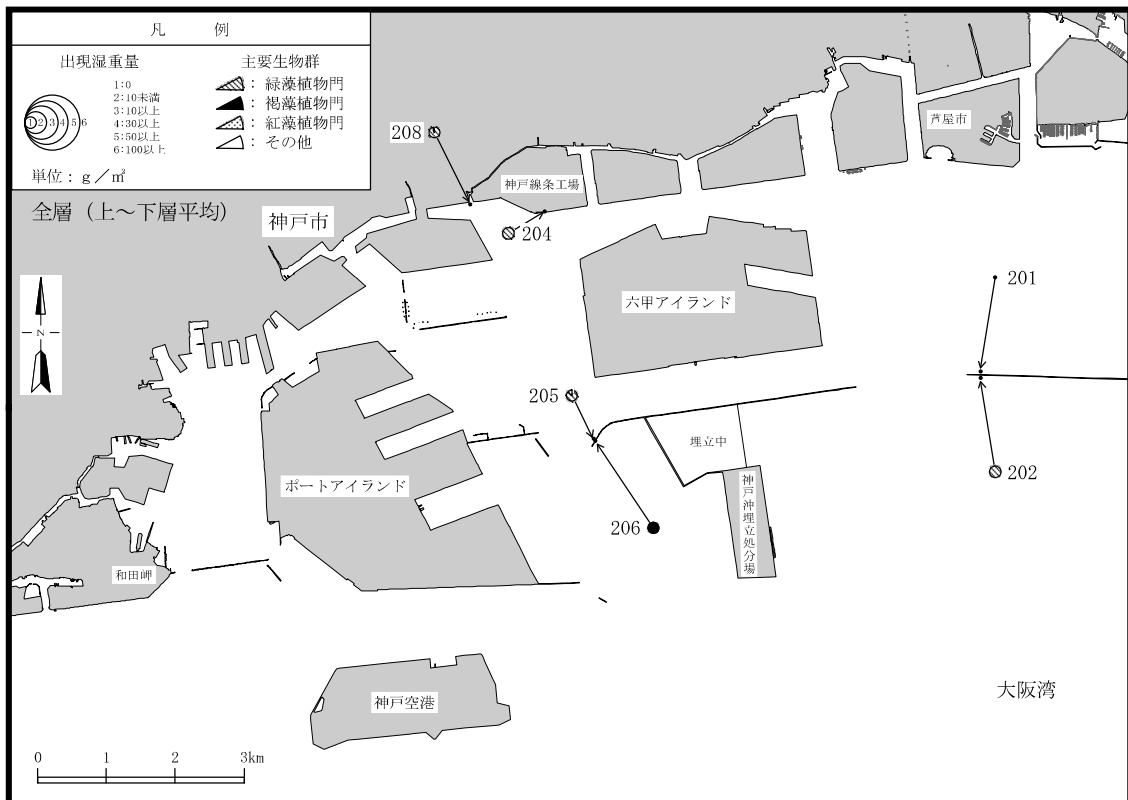 凡 例
出現湿重量
主要生物群
1:0
2:10未満
3:10以上
4:30以上
5:50以上
6:100以上
1 2 3 4 5 6
: 緑藻植物門
: 褐藻植物門
: 紅藻植物門
: その他
単位:g/㎡
全層(上～下層平均)
神戸市
208
神戸線条工場
204
芦屋市
六甲アイランド
201
N
205
埋立中
202
ポートアイランド
206
神戸沖埋立処分場
和田岬
神戸空港
大阪湾
0 1 2 3km